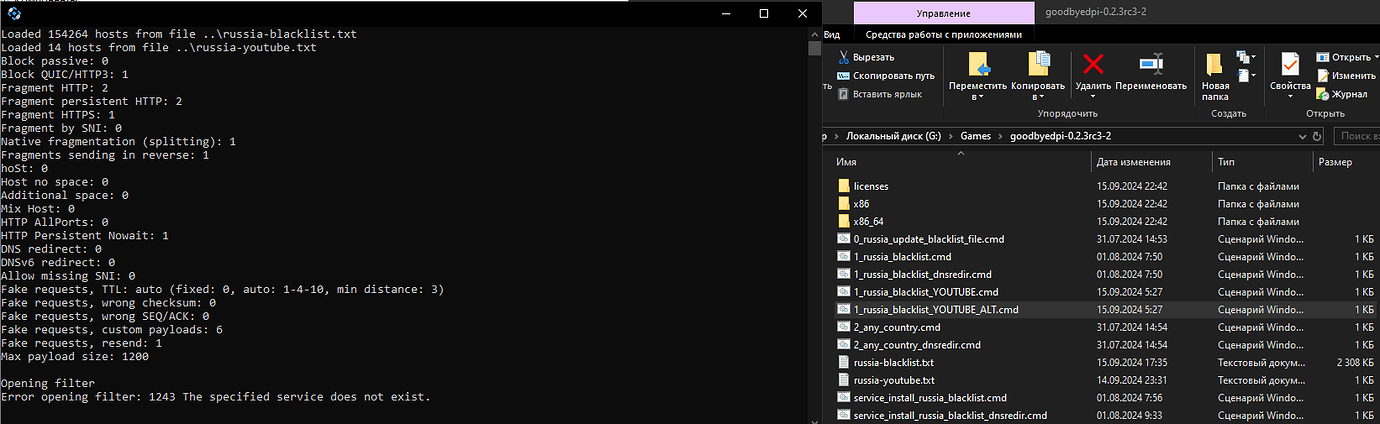 Loaded 154264 hosts from file ..\russia-blacklist.txt
Loaded 14 hosts from file ..\russia-youtube.txt
Block passive: 0
Block QUIC/HTTP3: 1
Fragment HTTP: 2
Fragment persistent HTTP: 2
Fragment HTTPS: 1
Fragment by SNI: 0
Native fragmentation (splitting): 1
Fragments sending in reverse: 1
hoSt: 0
Host no space: 0
Additional space: 0
Mix Host: 0
HTTP AllPorts: 0
HTTP Persistent Nowait: 1
DNS redirect: 0
DNSv6 redirect: 0
Allow missing SNI: 0
Fake requests, TTL: auto (fixed: 0, auto: 1-4-10, min distance: 3)
Fake requests, wrong checksum: 0
Fake requests, wrong SEQ/ACK: 0
Fake requests, custom payloads: 6
Fake requests, resend: 1
Max payload size: 1200
Opening filter
Error opening filter: 1243 The specified service does not exist.
Управление goodbyedpi-0.2.3rc3-2
Вид Средства работы с приложениями
Вырезать
Скопировать путь
Вставить ярлык
Переместить в
Копировать в
Удалить
Переименовать
Упорядочить
Новая папка
Создать
Свойства
Открыть
Изменить
Журнал
Открыть
Локальный диск (G:) > Games > goodbyedpi-0.2.3rc3-2
Поиск в:
Имя Дата изменения Тип Размер
licenses 15.09.2024 22:42 Папка с файлами
x86 15.09.2024 22:42 Папка с файлами
x86_64 15.09.2024 22:42 Папка с файлами
0_russia_update_blacklist_file.cmd 31.07.2024 14:53 Сценарий Windo... 1 КБ
1_russia_blacklist.cmd 01.08.2024 7:50 Сценарий Windo... 1 КБ
1_russia_blacklist_dnsredir.cmd 01.08.2024 7:50 Сценарий Windo... 1 КБ
1_russia_blacklist_YOUTUBE.cmd 15.09.2024 5:27 Сценарий Windo... 1 КБ
1_russia_blacklist_YOUTUBE_ALT.cmd 15.09.2024 5:27 Сценарий Windo... 1 КБ
2_any_country.cmd 31.07.2024 14:54 Сценарий Windo... 1 КБ
2_any_country_dnsredir.cmd 31.07.2024 14:54 Сценарий Windo... 1 КБ
russia-blacklist.txt 15.09.2024 17:35 Текстовый докум... 2 308 КБ
russia-youtube.txt 14.09.2024 23:31 Текстовый докум... 1 КБ
service_install_russia_blacklist.cmd 01.08.2024 7:56 Сценарий Windo... 1 КБ
service_install_russia_blacklist_dnsredir.cmd 01.08.2024 9:33 Сценарий Windo... 1 КБ